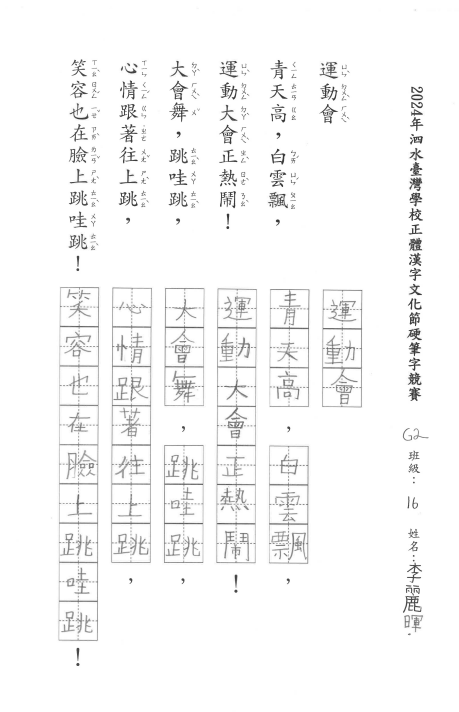 2024年泗水臺灣學校正體漢字文化節硬筆字競賽 G2 班級：16 姓名：李麗暉.
運動會
青天高，白雲飄，
運動大會正熱鬧！
大會舞，跳哇跳，
心情跟著往上跳，
笑容也在臉上跳哇跳！
運動會
青天高，白雲飄，
運動大會正熱鬧！
大會舞，跳哇跳，
心情跟著往上跳，
笑容也在臉上跳哇跳！